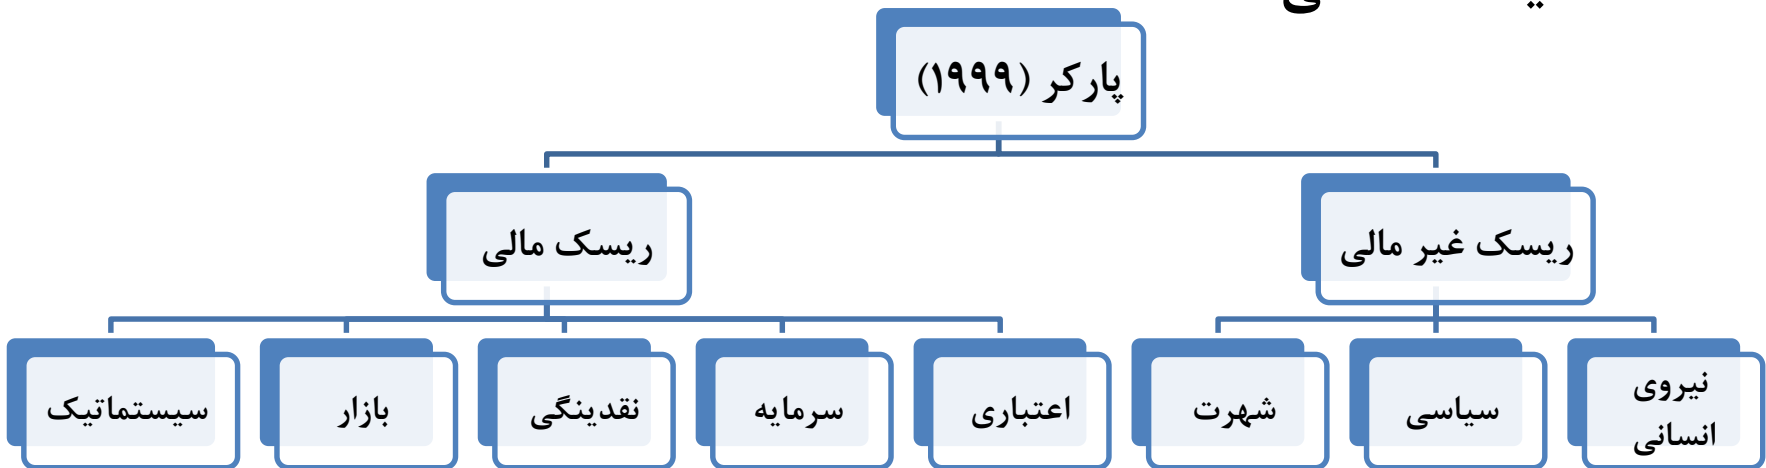 پارکر (۱۹۹۹)
ریسک غیر مالی
ریسک مالی
نیروی
انسانی
سیاسی
شهرت
اعتباری
سرمایه
نقدینگی
بازار
سیستماتیک